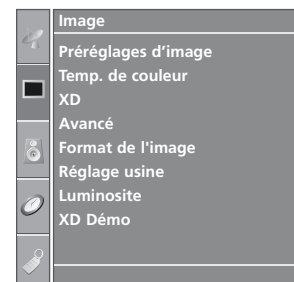 Image
Préréglages d’image
Temp. de couleur
XD
Avancé
Format de l'image
Réglage usine
Luminosite
XD Démo